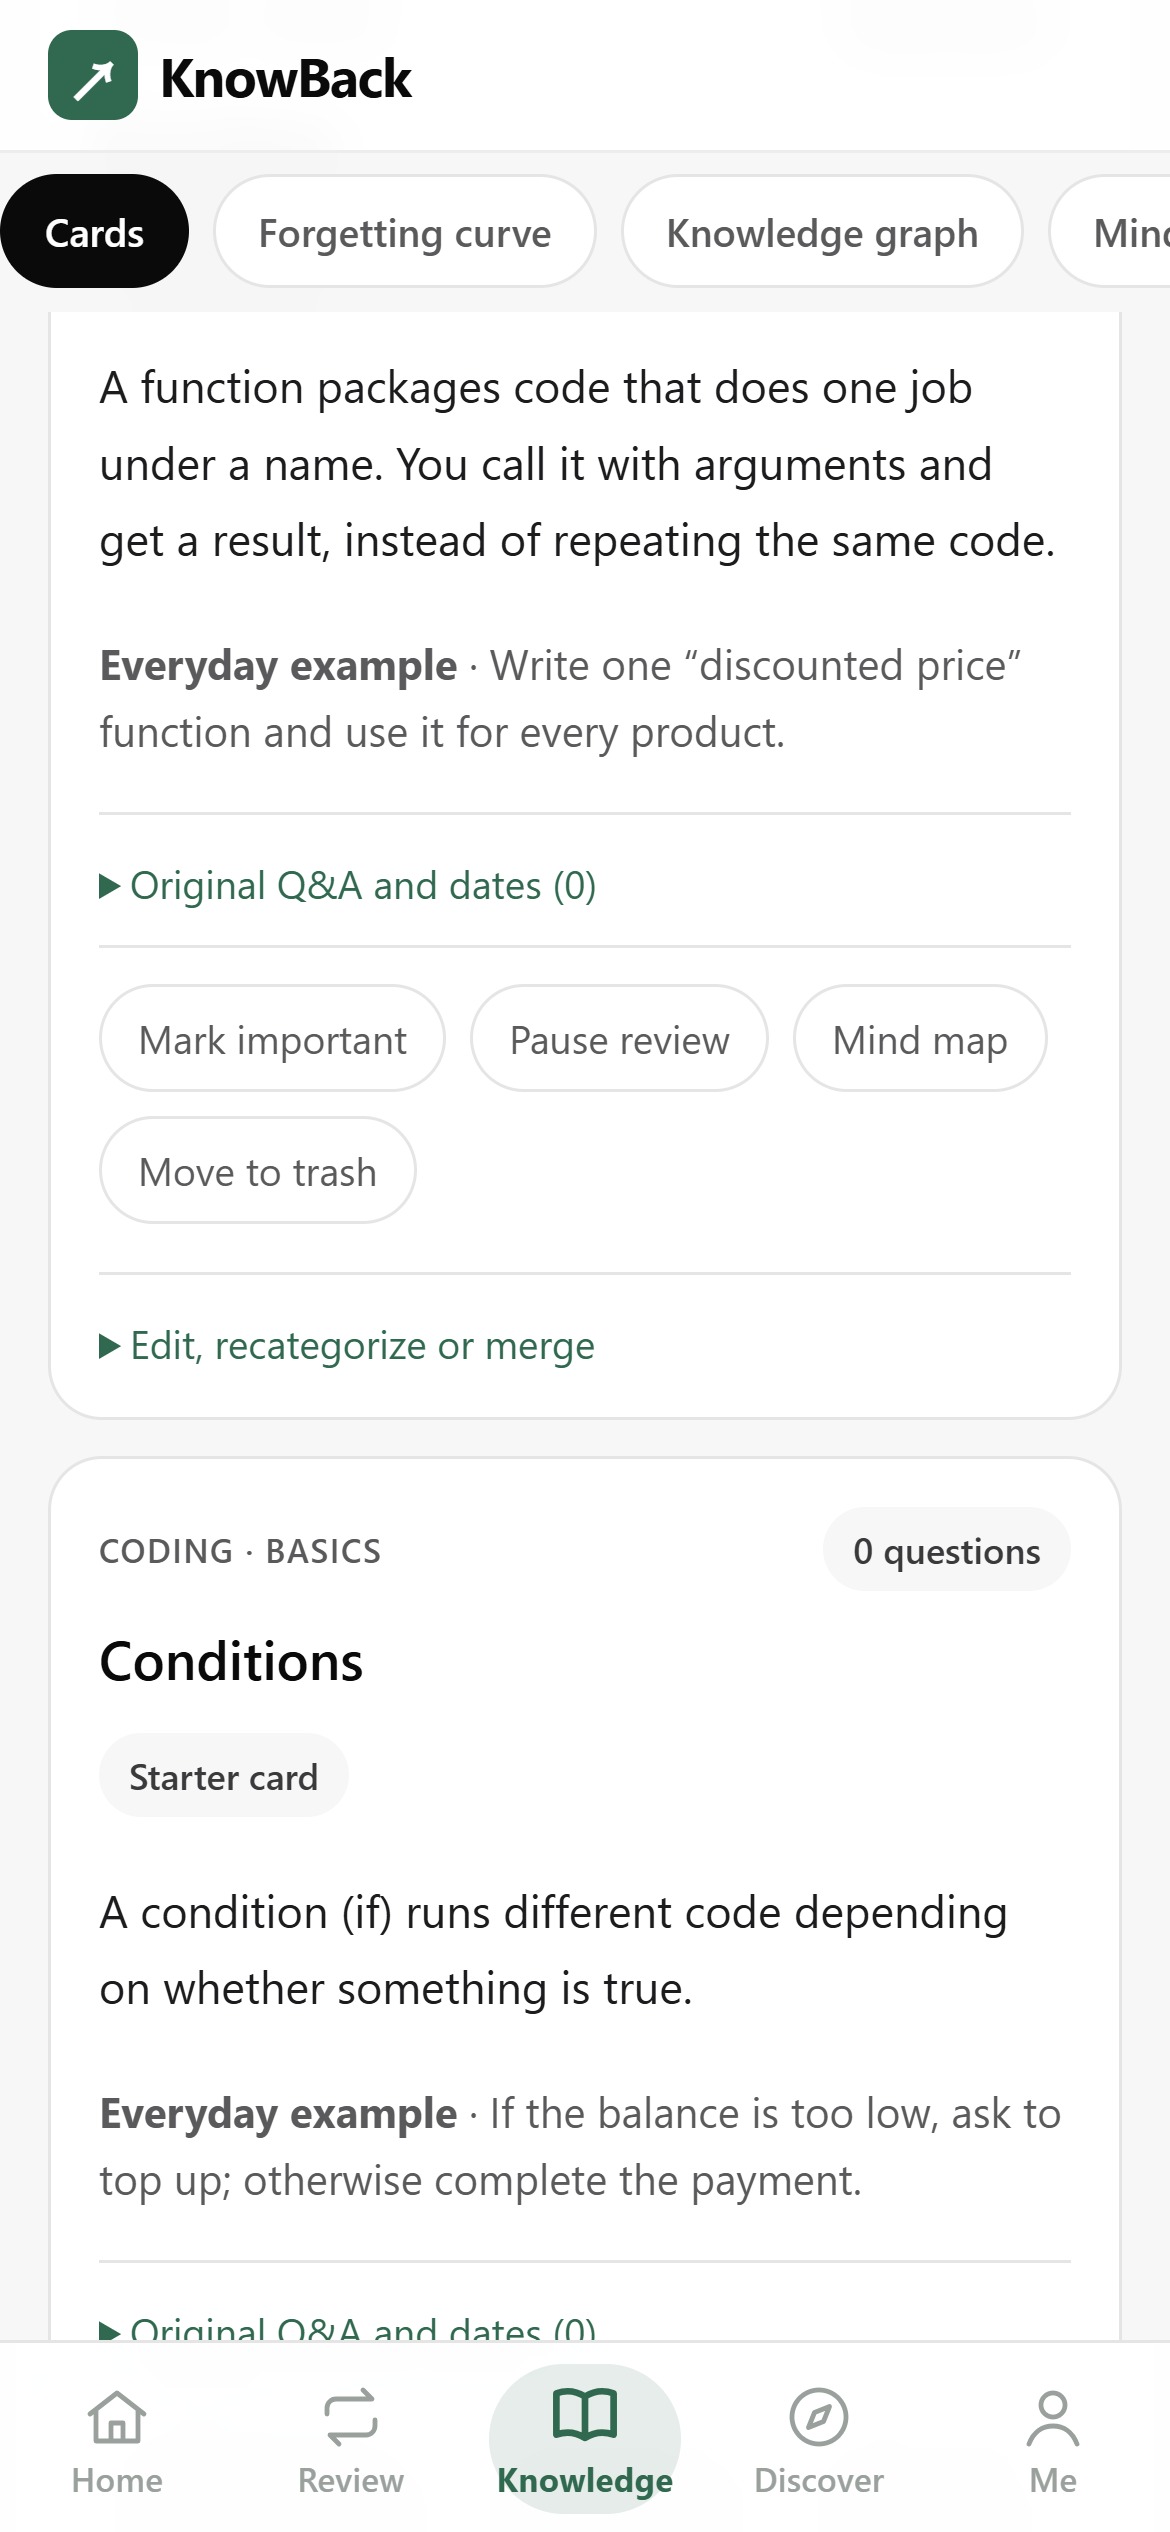 KnowBack
Cards
Forgetting curve
Knowledge graph
A function packages code that does one job
under a name. You call it with arguments and
get a result, instead of repeating the same code.
Everyday example · Write one “discounted price”
function and use it for every product.
Original Q&A and dates (0)
Mark important
Pause review
Mind map
Move to trash
Edit, recategorize or merge
CODING · BASICS
0 questions
Conditions
Starter card
A condition (if) runs different code depending
on whether something is true.
Everyday example · If the balance is too low, ask to
top up; otherwise complete the payment.
Original Q&A and dates (0)
Home
Review
Knowledge
Discover
Me